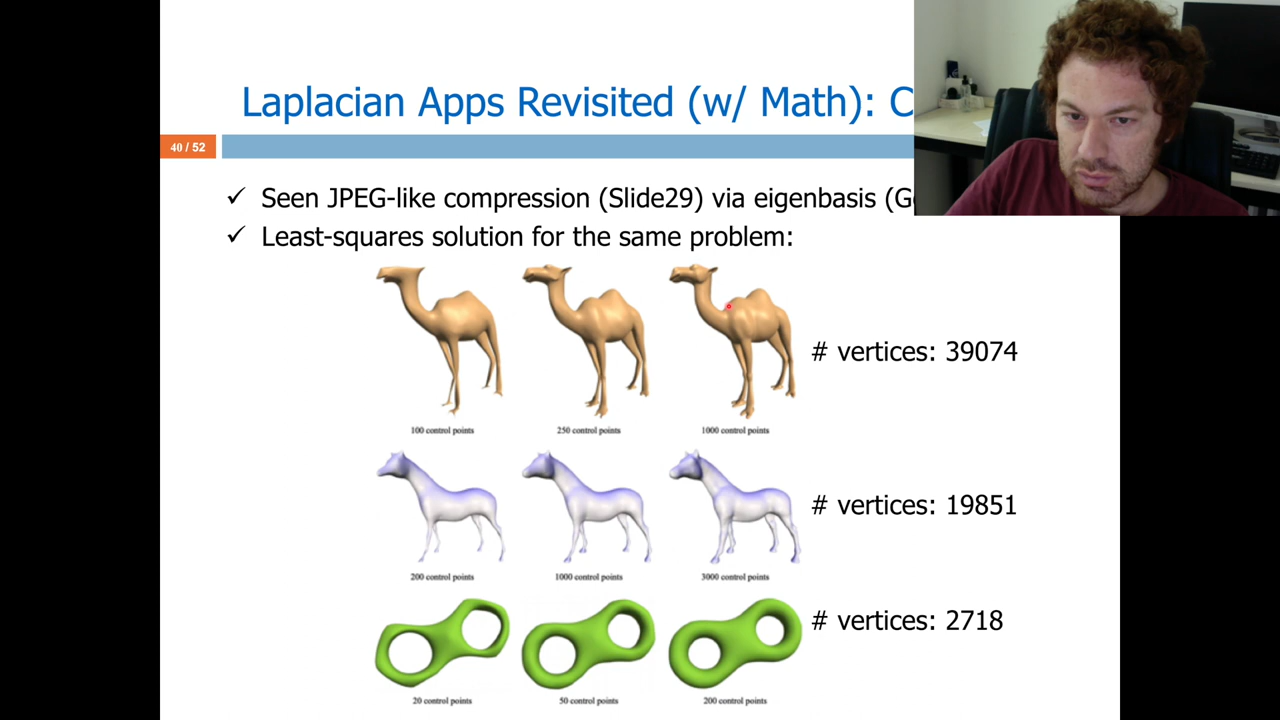 Laplacian Apps Revisited (w/ Math): C
40 / 52
✓ Seen JPEG-like compression (Slide29) via eigenbasis
✓ Least-squares solution for the same problem:
100 control points 250 control points 1000 control points
# vertices: 39074
200 control points 1000 control points 3000 control points
# vertices: 19851
20 control points 50 control points 200 control points
# vertices: 2718